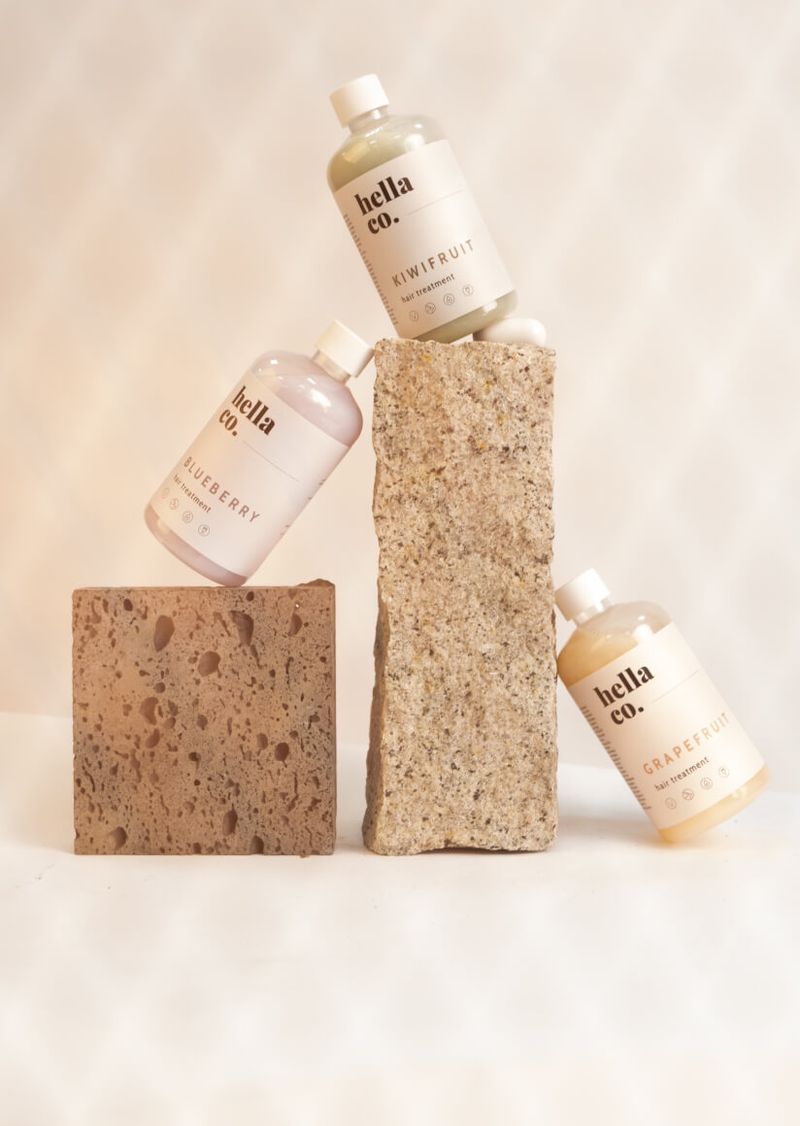 hella
co.
KIWIFRUIT
hair treatment
hella
co.
BLUEBERRY
hair treatment
hella
co.
GRAPEFRUIT
hair treatment